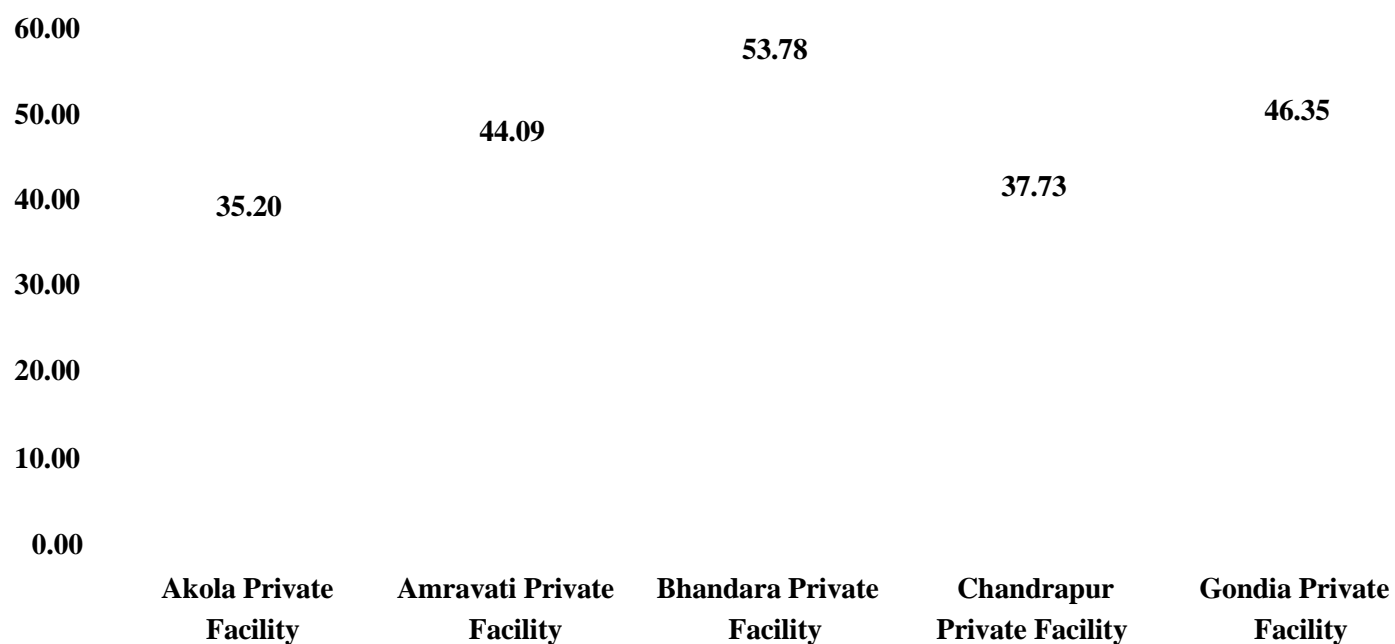 60.00
50.00
40.00
30.00
20.00
10.00
0.00
35.20
44.09
53.78
37.73
46.35
Akola Private
Facility
Amravati Private
Facility
Bhandara Private
Facility
Chandrapur
Private Facility
Gondia Private
Facility